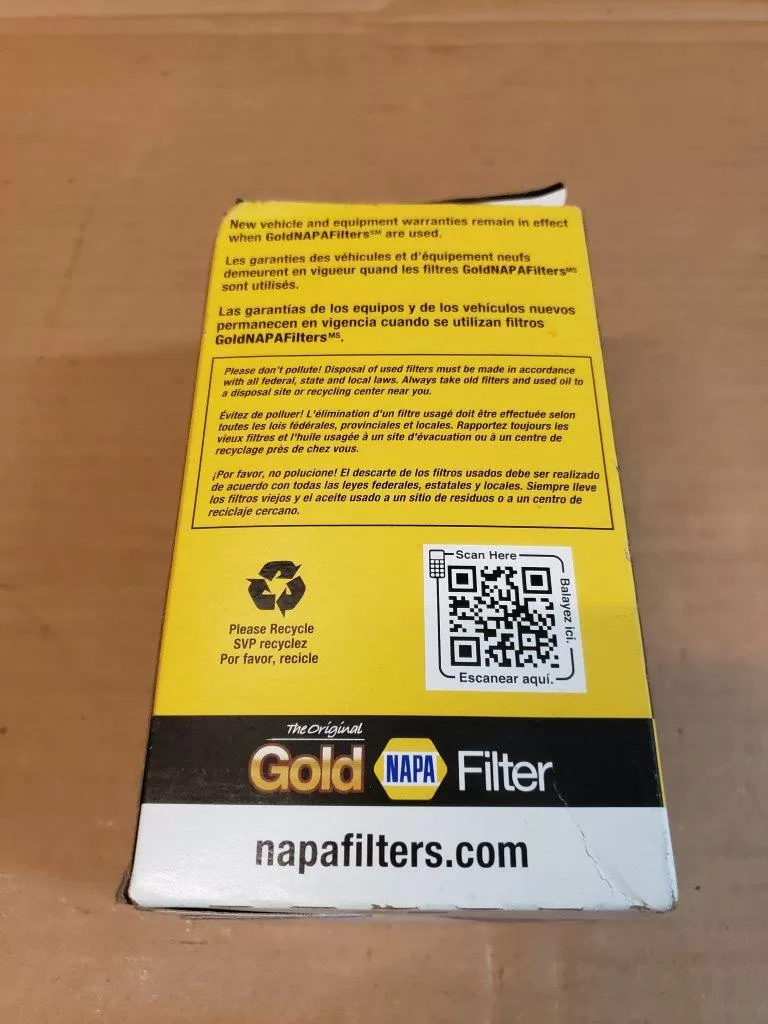 New vehicle and equipment warranties remain in effect
when GoldNAPAFilters℠ are used.
Les garanties des véhicules et d'équipement neufs
demeurent en vigueur quand les filtres GoldNAPAFiltersᴹˢ
sont utilisés.
Las garantías de los equipos y de los vehículos nuevos
permanecen en vigencia cuando se utilizan filtros
GoldNAPAFiltersᴹˢ.
Please don't pollute! Disposal of used filters must be made in accordance
with all federal, state and local laws. Always take old filters and used oil to
a disposal site or recycling center near you.
Évitez de polluer! L'élimination d'un filtre usagé doit être effectuée selon
toutes les lois fédérales, provinciales et locales. Rapportez toujours les
vieux filtres et l'huile usagée à un site d'évacuation ou à un centre de
recyclage près de chez vous.
¡Por favor, no polucione! El descarte de los filtros usados debe ser realizado
de acuerdo con todas las leyes federales, estatales y locales. Siempre lleve
los filtros viejos y el aceite usado a un sitio de residuos o a un centro de
reciclaje cercano.
Please Recycle
SVP recyclez
Por favor, recicle
Scan Here
Balayez ici.
Escanear aquí.
The Original
Gold NAPA Filter
napafilters.com